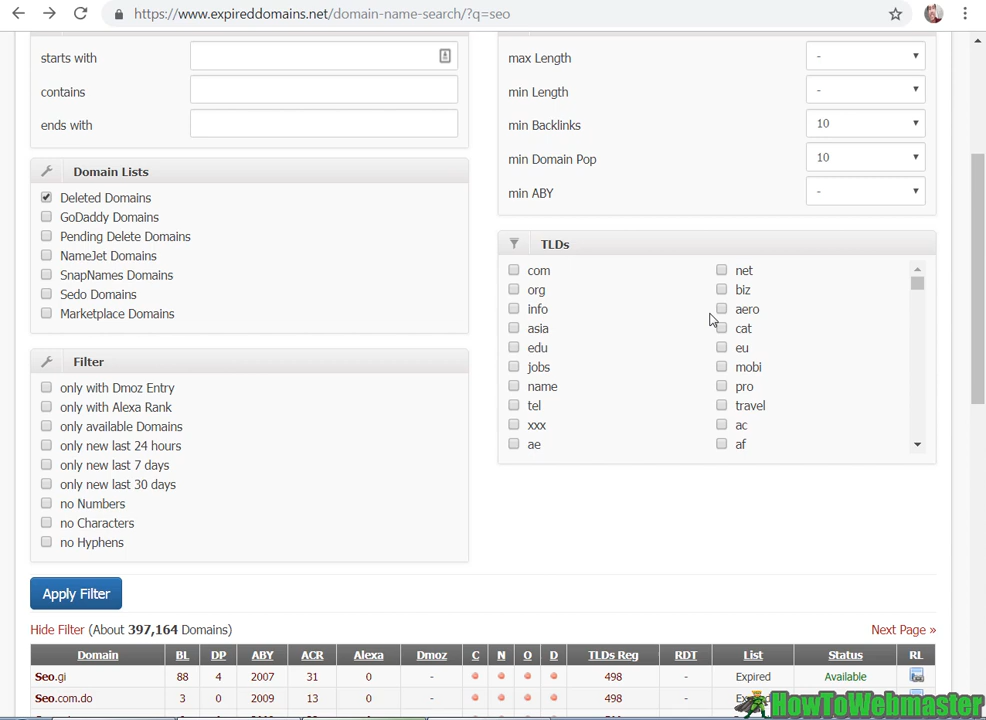 https://www.expireddomains.net/domain-name-search/?q=seo
starts with
contains
ends with
max Length -
min Length -
min Backlinks 10
min Domain Pop 10
min ABY -
Domain Lists
Deleted Domains
GoDaddy Domains
Pending Delete Domains
NameJet Domains
SnapNames Domains
Sedo Domains
Marketplace Domains
TLDs
com net
org biz
info aero
asia cat
edu eu
jobs mobi
name pro
tel travel
xxx ac
ae af
Filter
only with Dmoz Entry
only with Alexa Rank
only available Domains
only new last 24 hours
only new last 7 days
only new last 30 days
no Numbers
no Characters
no Hyphens
Apply Filter
Hide Filter (About 397,164 Domains) Next Page »
Domain BL DP ABY ACR Alexa Dmoz C N O D TLDs Reg RDT List Status RL
Seo.gi 88 4 2007 31 0 - 498 - Expired Available
Seo.com.do 3 2009 13 0 - 498 -
HowToWebmaster